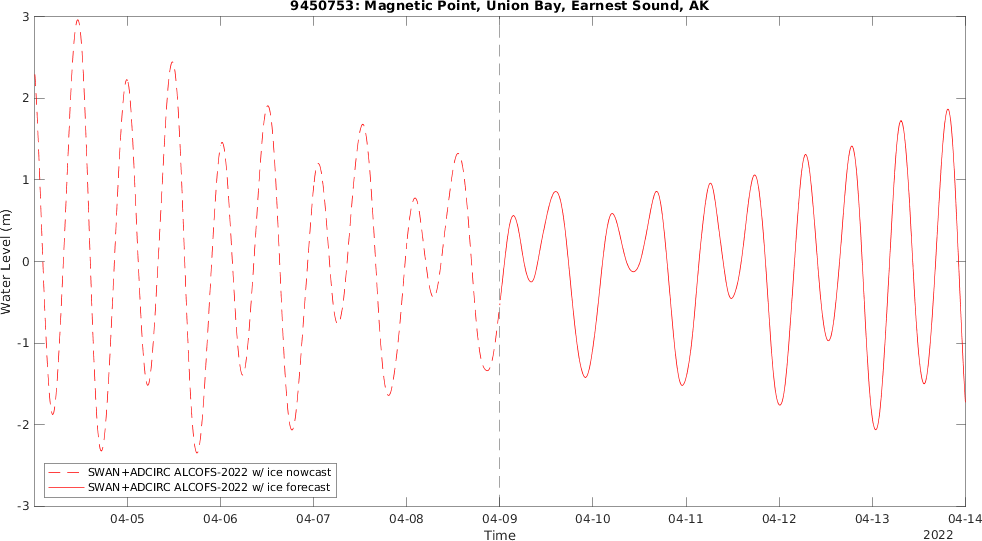 9450753: Magnetic Point, Union Bay, Earnest Sound, AK
3
2
1
0
-1
-2
-3
Water Level (m)
SWAN+ADCIRC ALCOFS-2022 w/ ice nowcast
SWAN+ADCIRC ALCOFS-2022 w/ ice forecast
04-05 04-06 04-07 04-08 04-09 04-10 04-11 04-12 04-13 04-14
Time
2022